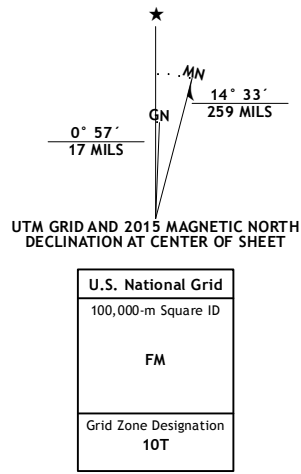 ★
MN
GN
14° 33´
259 MILS
0° 57´
17 MILS
UTM GRID AND 2015 MAGNETIC NORTH
DECLINATION AT CENTER OF SHEET
U.S. National Grid
100,000-m Square ID
FM
Grid Zone Designation
10T